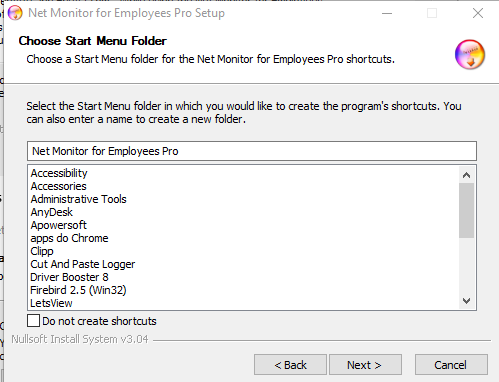 Net Monitor for Employees Pro Setup
Choose Start Menu Folder
Choose a Start Menu folder for the Net Monitor for Employees Pro shortcuts.
Select the Start Menu folder in which you would like to create the program's shortcuts. You
can also enter a name to create a new folder.
Net Monitor for Employees Pro
Accessibility
Accessories
Administrative Tools
AnyDesk
Apowersoft
apps do Chrome
Clipp
Cut And Paste Logger
Driver Booster 8
Firebird 2.5 (Win32)
LetsView
Do not create shortcuts
Nullsoft Install System v3.04
< Back
Next >
Cancel